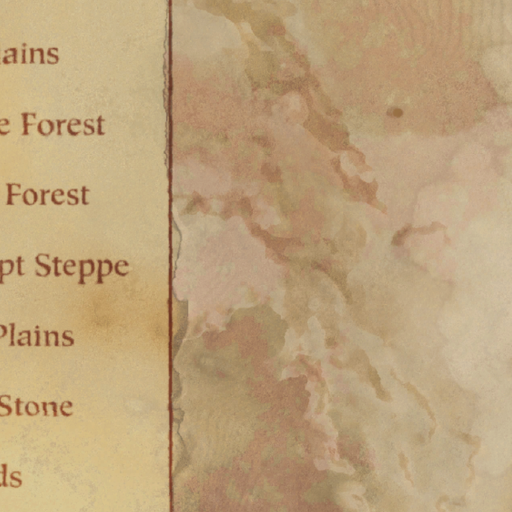 ains
e Forest
Forest
pt Steppe
Plains
Stone
ds